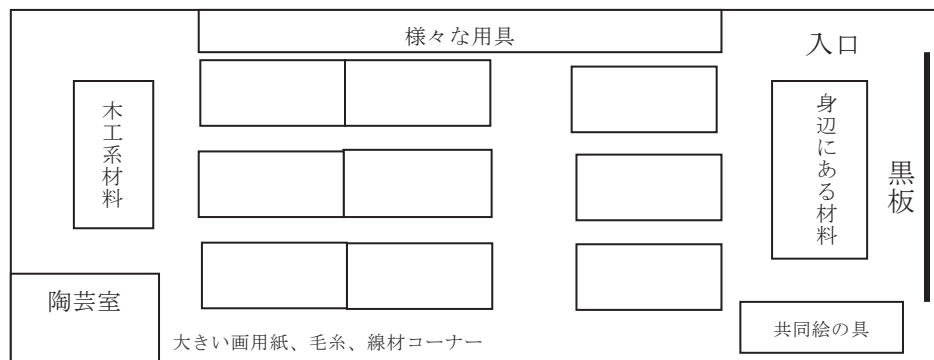 様々な用具
入口
木工系材料
身辺にある材料
黒板
陶芸室
大きい画用紙、毛糸、線材コーナー
共同絵の具